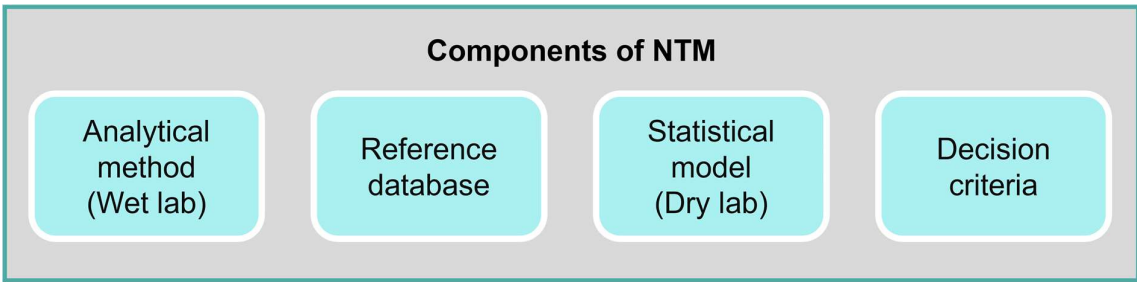 Components of NTM
Analytical
method
(Wet lab)
Reference
database
Statistical
model
(Dry lab)
Decision
criteria